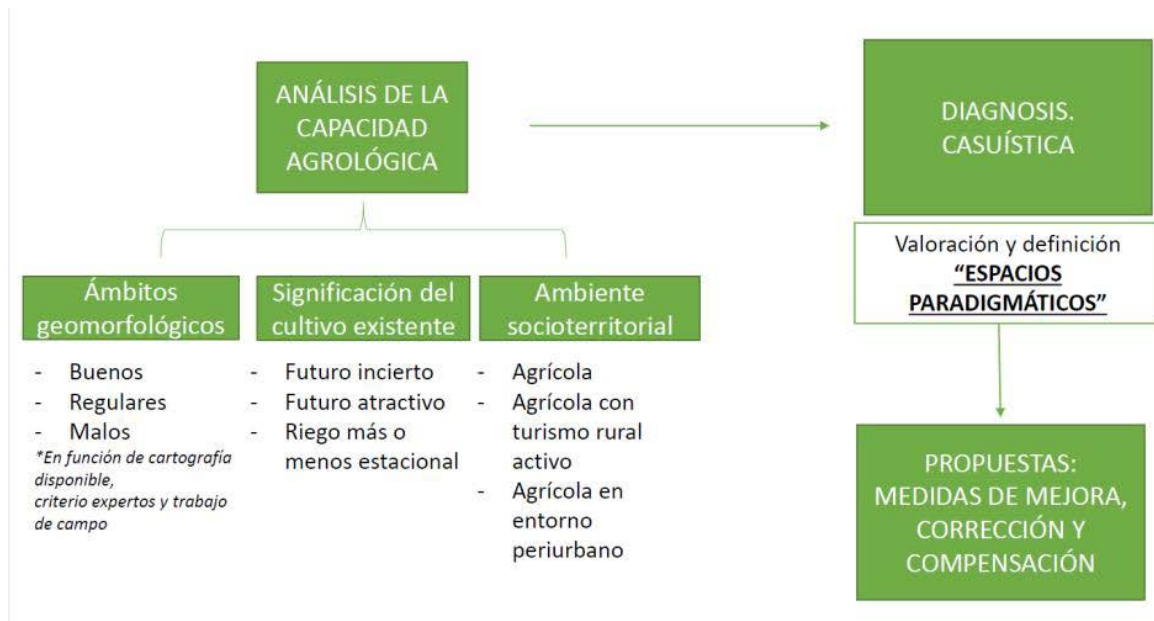 ANÁLISIS DE LA
CAPACIDAD
AGROLÓGICA
DIAGNOSIS.
CASUÍSTICA
Valoración y definición
“ESPACIOS
PARADIGMÁTICOS”
Ámbitos
geomorfológicos
- Buenos
- Regulares
- Malos
*En función de cartografía
disponible,
criterio expertos y trabajo
de campo
Significación del
cultivo existente
- Futuro incierto
- Futuro atractivo
- Riego más o
menos estacional
Ambiente
socioterritorial
- Agrícola
- Agrícola con
turismo rural
activo
- Agrícola en
entorno
periurbano
PROPUESTAS:
MEDIDAS DE MEJORA,
CORRECCIÓN Y
COMPENSACIÓN